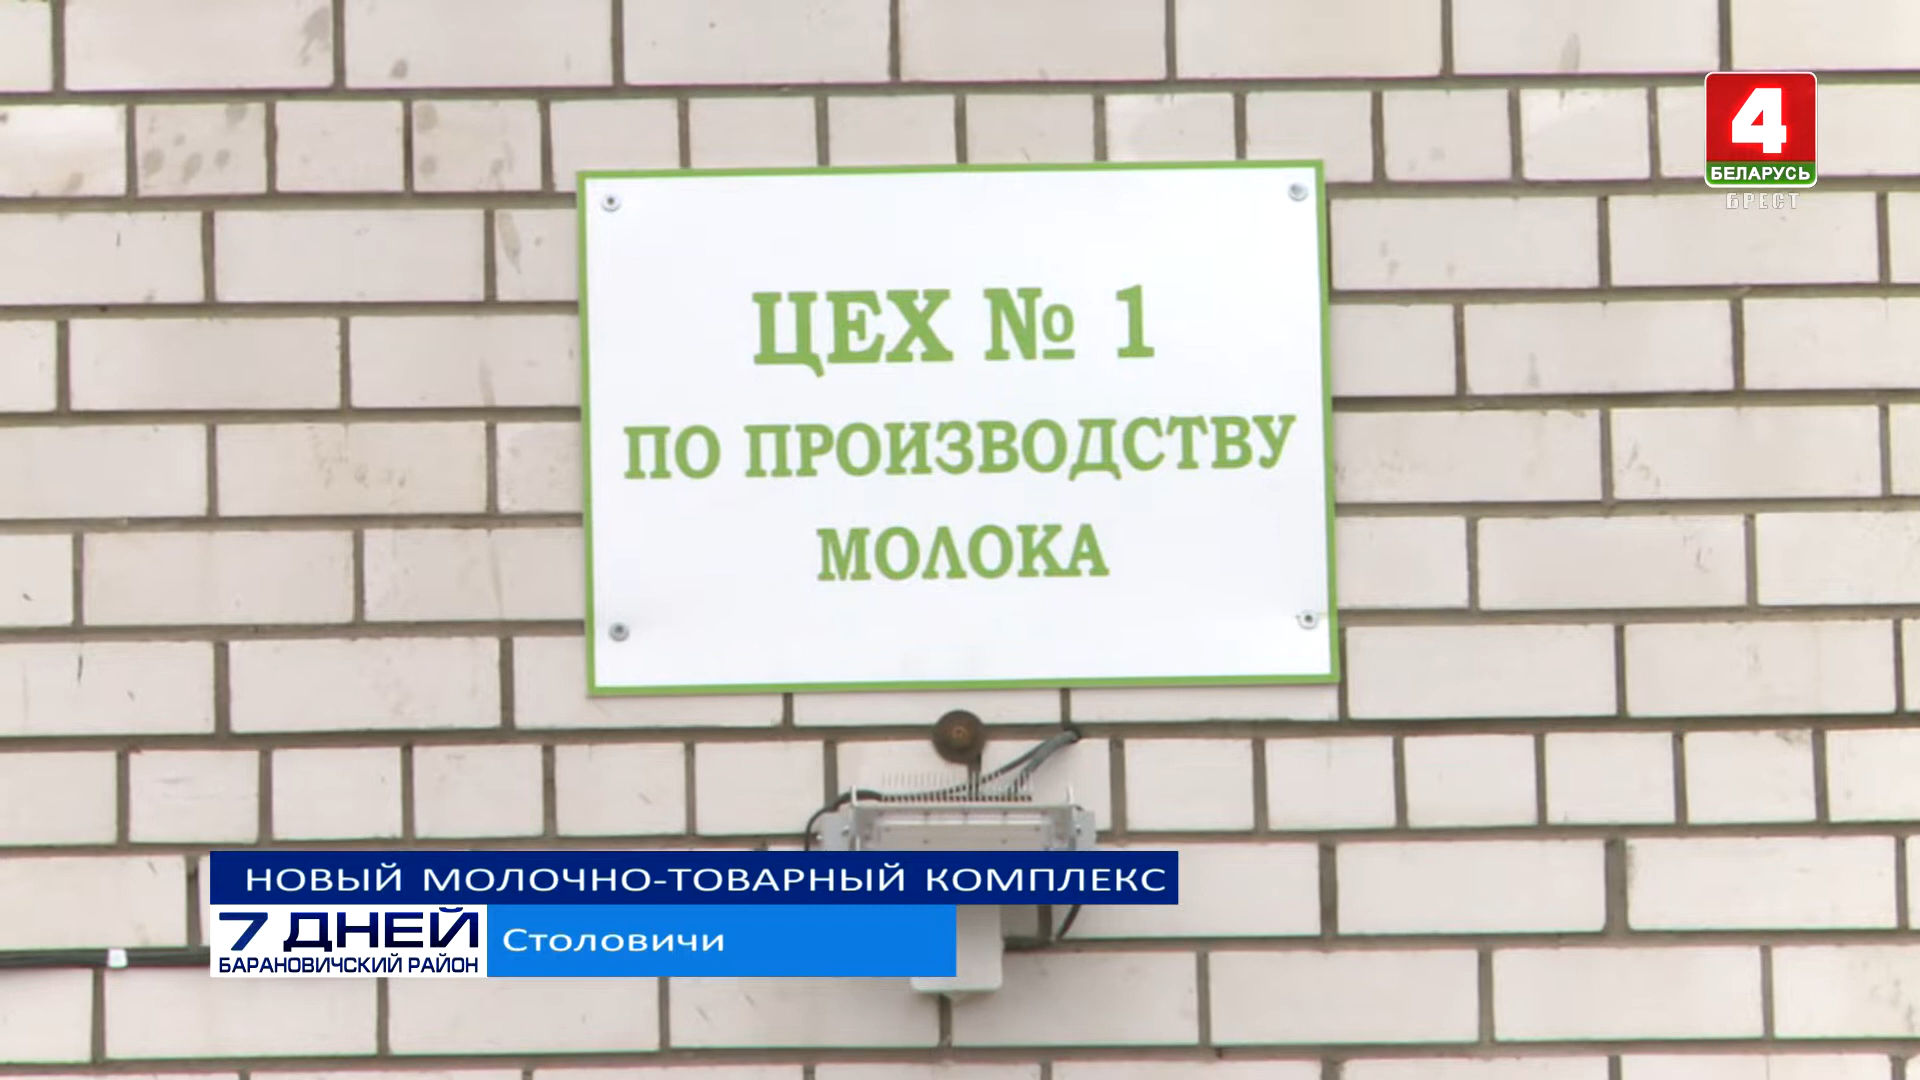 4
БЕЛАРУСЬ
БРЕСТ
ЦЕХ № 1
ПО ПРОИЗВОДСТВУ
МОЛОКА
НОВЫЙ МОЛОЧНО-ТОВАРНЫЙ КОМПЛЕКС
7 ДНЕЙ
БАРАНОВИЧСКИЙ РАЙОН
Столовичи